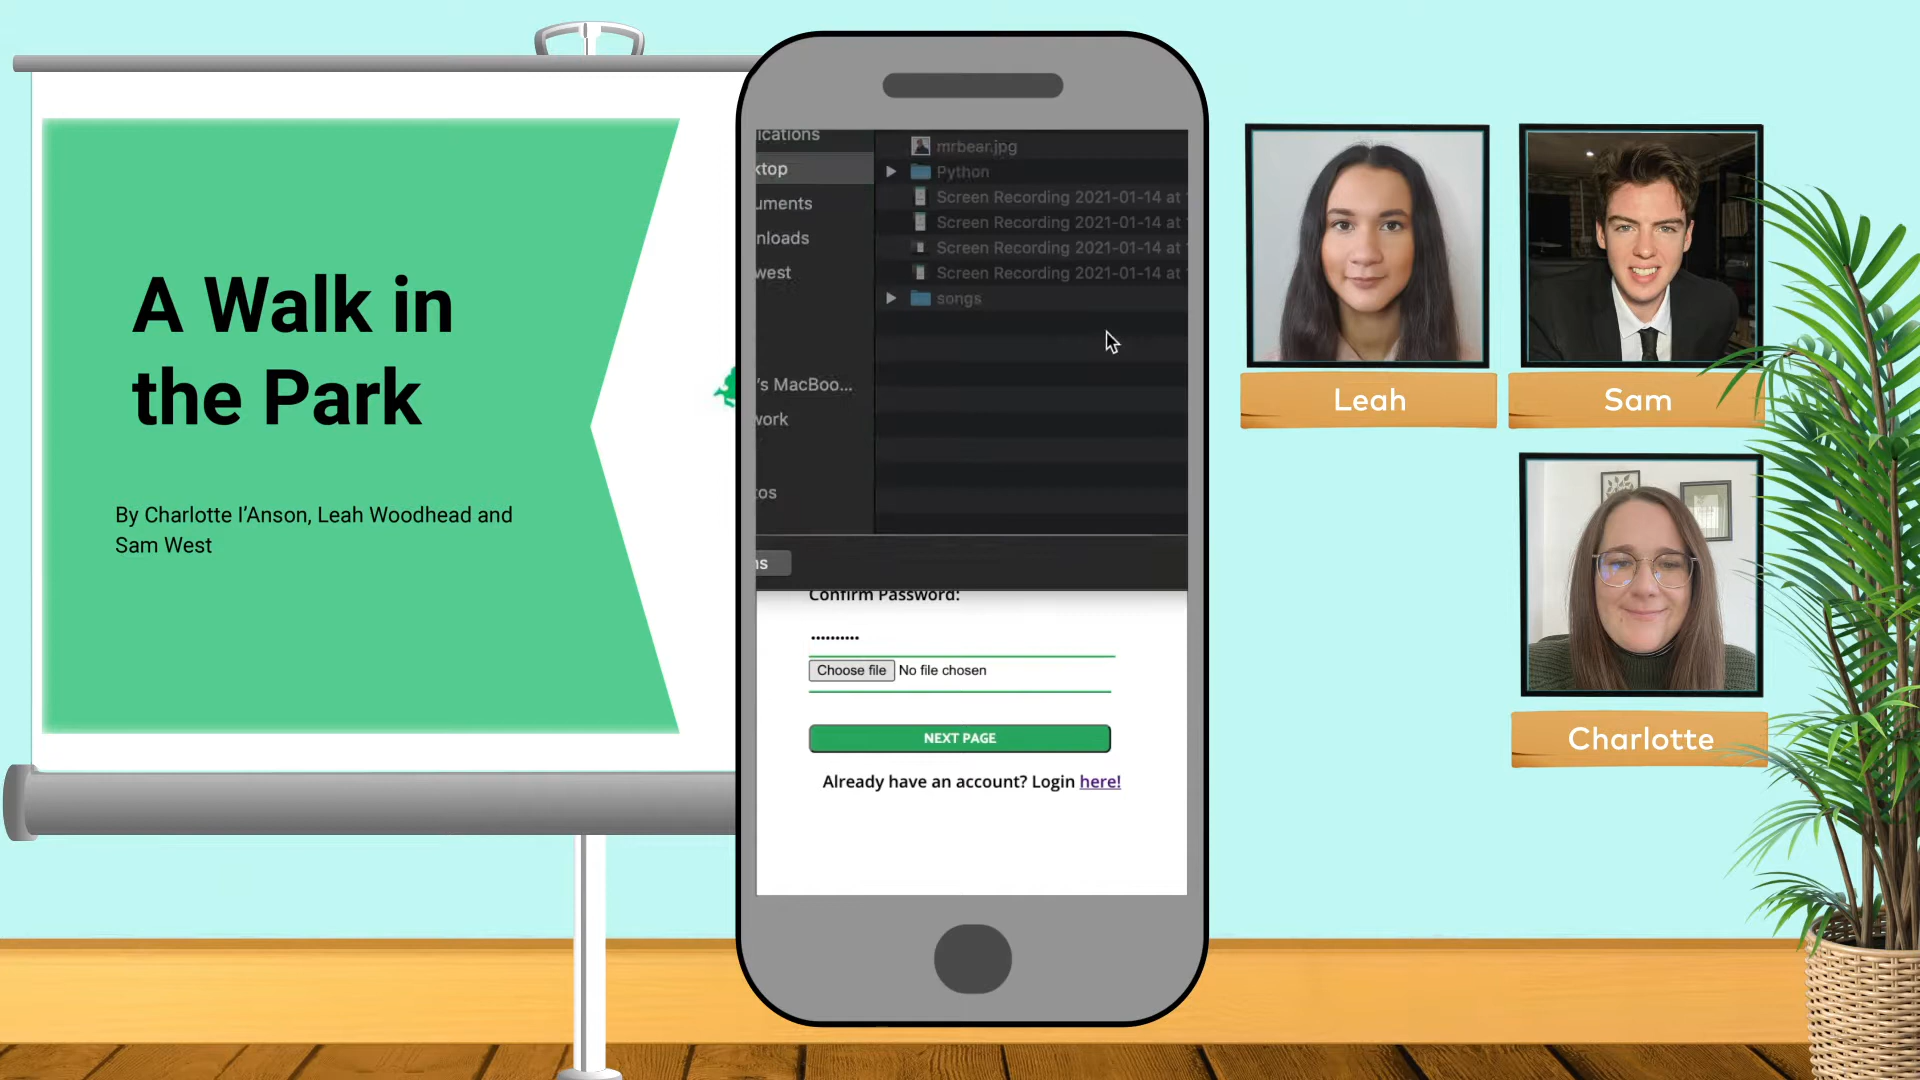 A Walk in
the Park
By Charlotte I'Anson, Leah Woodhead and
Sam West
ications
ktop
uments
nloads
west
's MacBoo...
work
tos
ns
mrbear.jpg
Python
Screen Recording 2021-01-14 at
Screen Recording 2021-01-14 at
Screen Recording 2021-01-14 at
Screen Recording 2021-01-14 at
songs
Confirm Password:
Choose file No file chosen
NEXT PAGE
Already have an account? Login here!
Leah
Sam
Charlotte